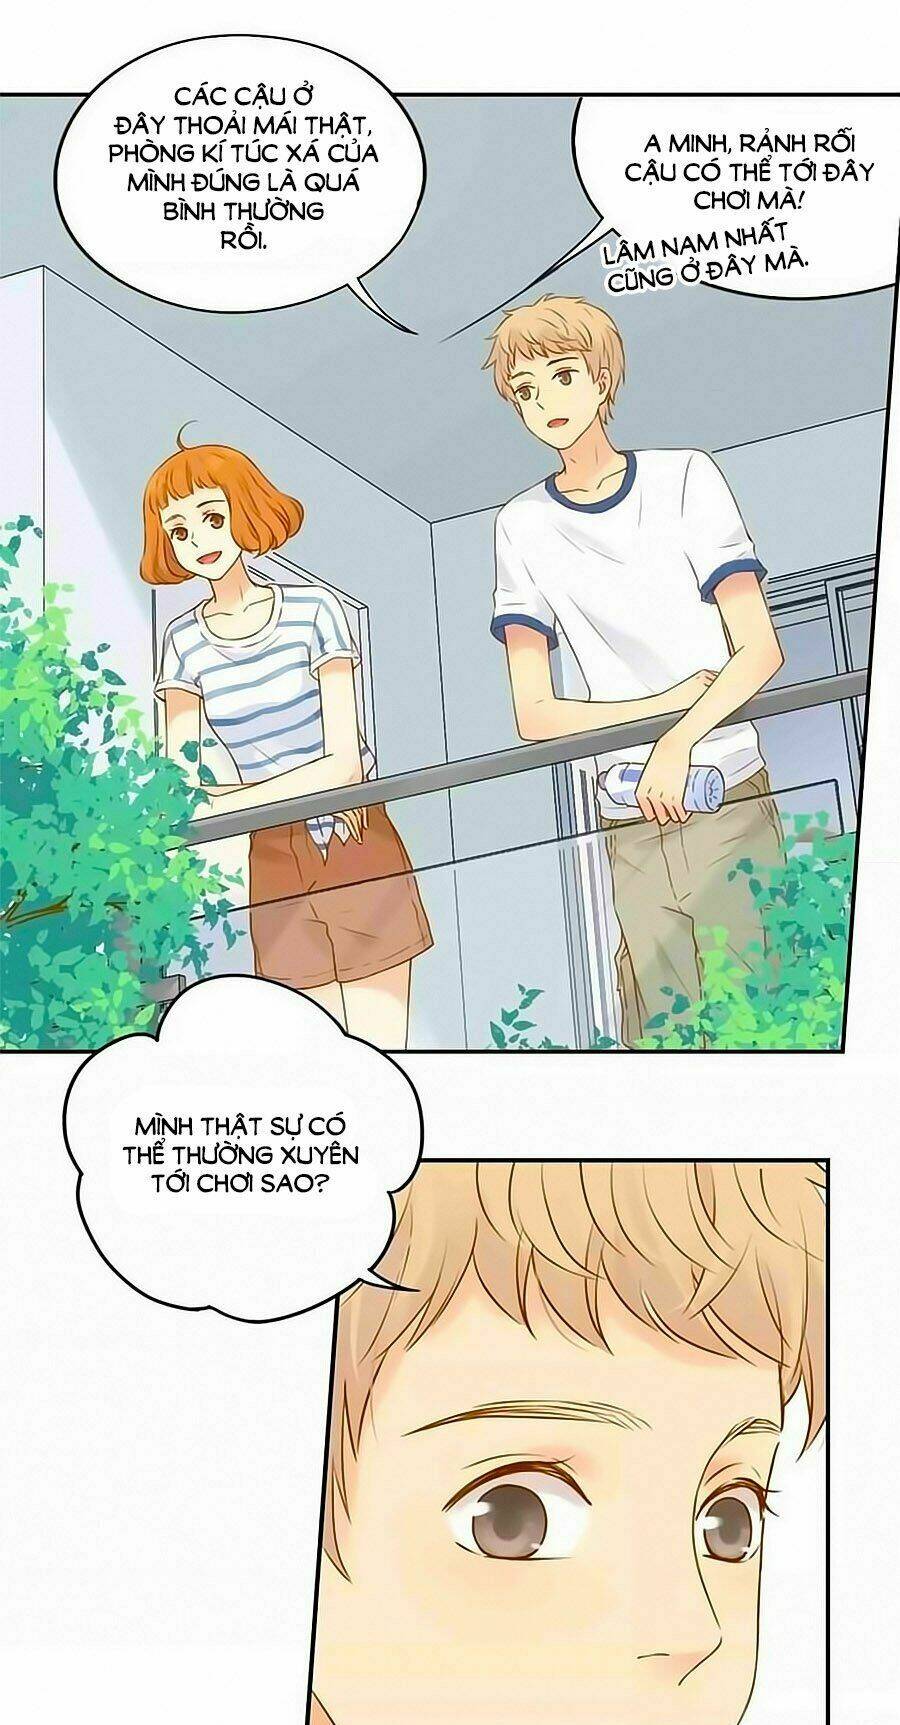 CÁC CẬU Ở
ĐÂY THOẢI MÁI THẬT,
PHÒNG KÍ TÚC XÁ CỦA
MÌNH ĐÚNG LÀ QUÁ
BÌNH THƯỜNG
RỒI.
A MINH, RẢNH RỖI
CẬU CÓ THỂ TỚI ĐÂY
CHƠI MÀ!
LÂM NAM NHẤT
CŨNG Ở ĐÂY MÀ.
MÌNH THẬT SỰ CÓ
THỂ THƯỜNG XUYÊN
TỚI CHƠI SAO?